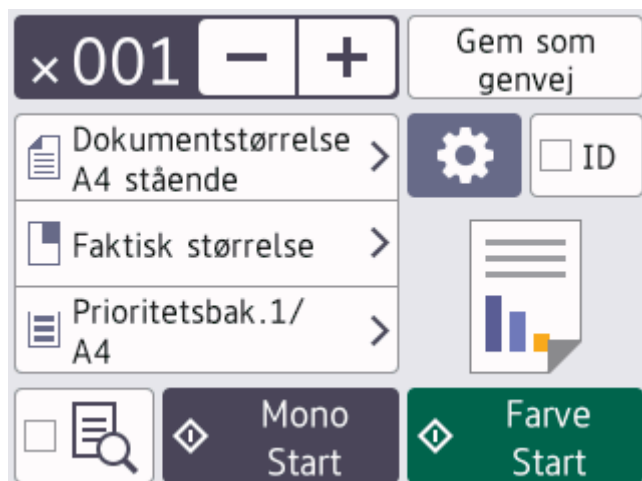 ×001 − +
Gem som
genvej
Dokumentstørrelse
A4 stående
ID
Faktisk størrelse
Prioritetsbak.1/
A4
Mono
Start
Farve
Start